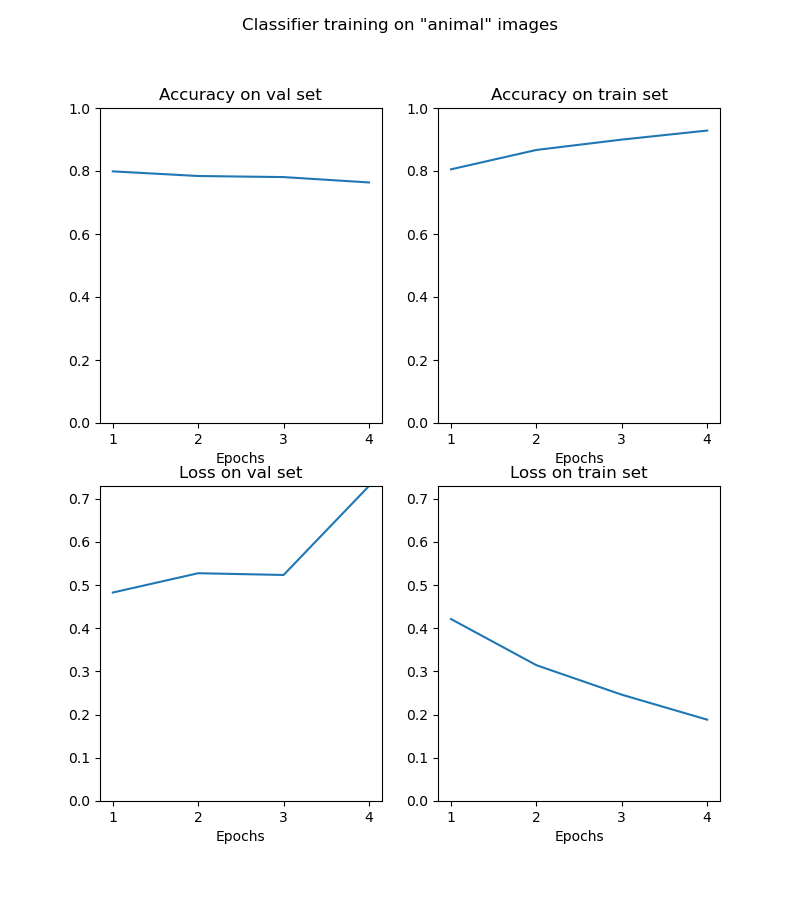 Classifier training on "animal" images
Accuracy on val set
1.0
0.8
0.6
0.4
0.2
0.0
1 2 3 4
Epochs
Accuracy on train set
1.0
0.8
0.6
0.4
0.2
0.0
1 2 3 4
Epochs
Loss on val set
0.7
0.6
0.5
0.4
0.3
0.2
0.1
0.0
1 2 3 4
Epochs
Loss on train set
0.7
0.6
0.5
0.4
0.3
0.2
0.1
0.0
1 2 3 4
Epochs